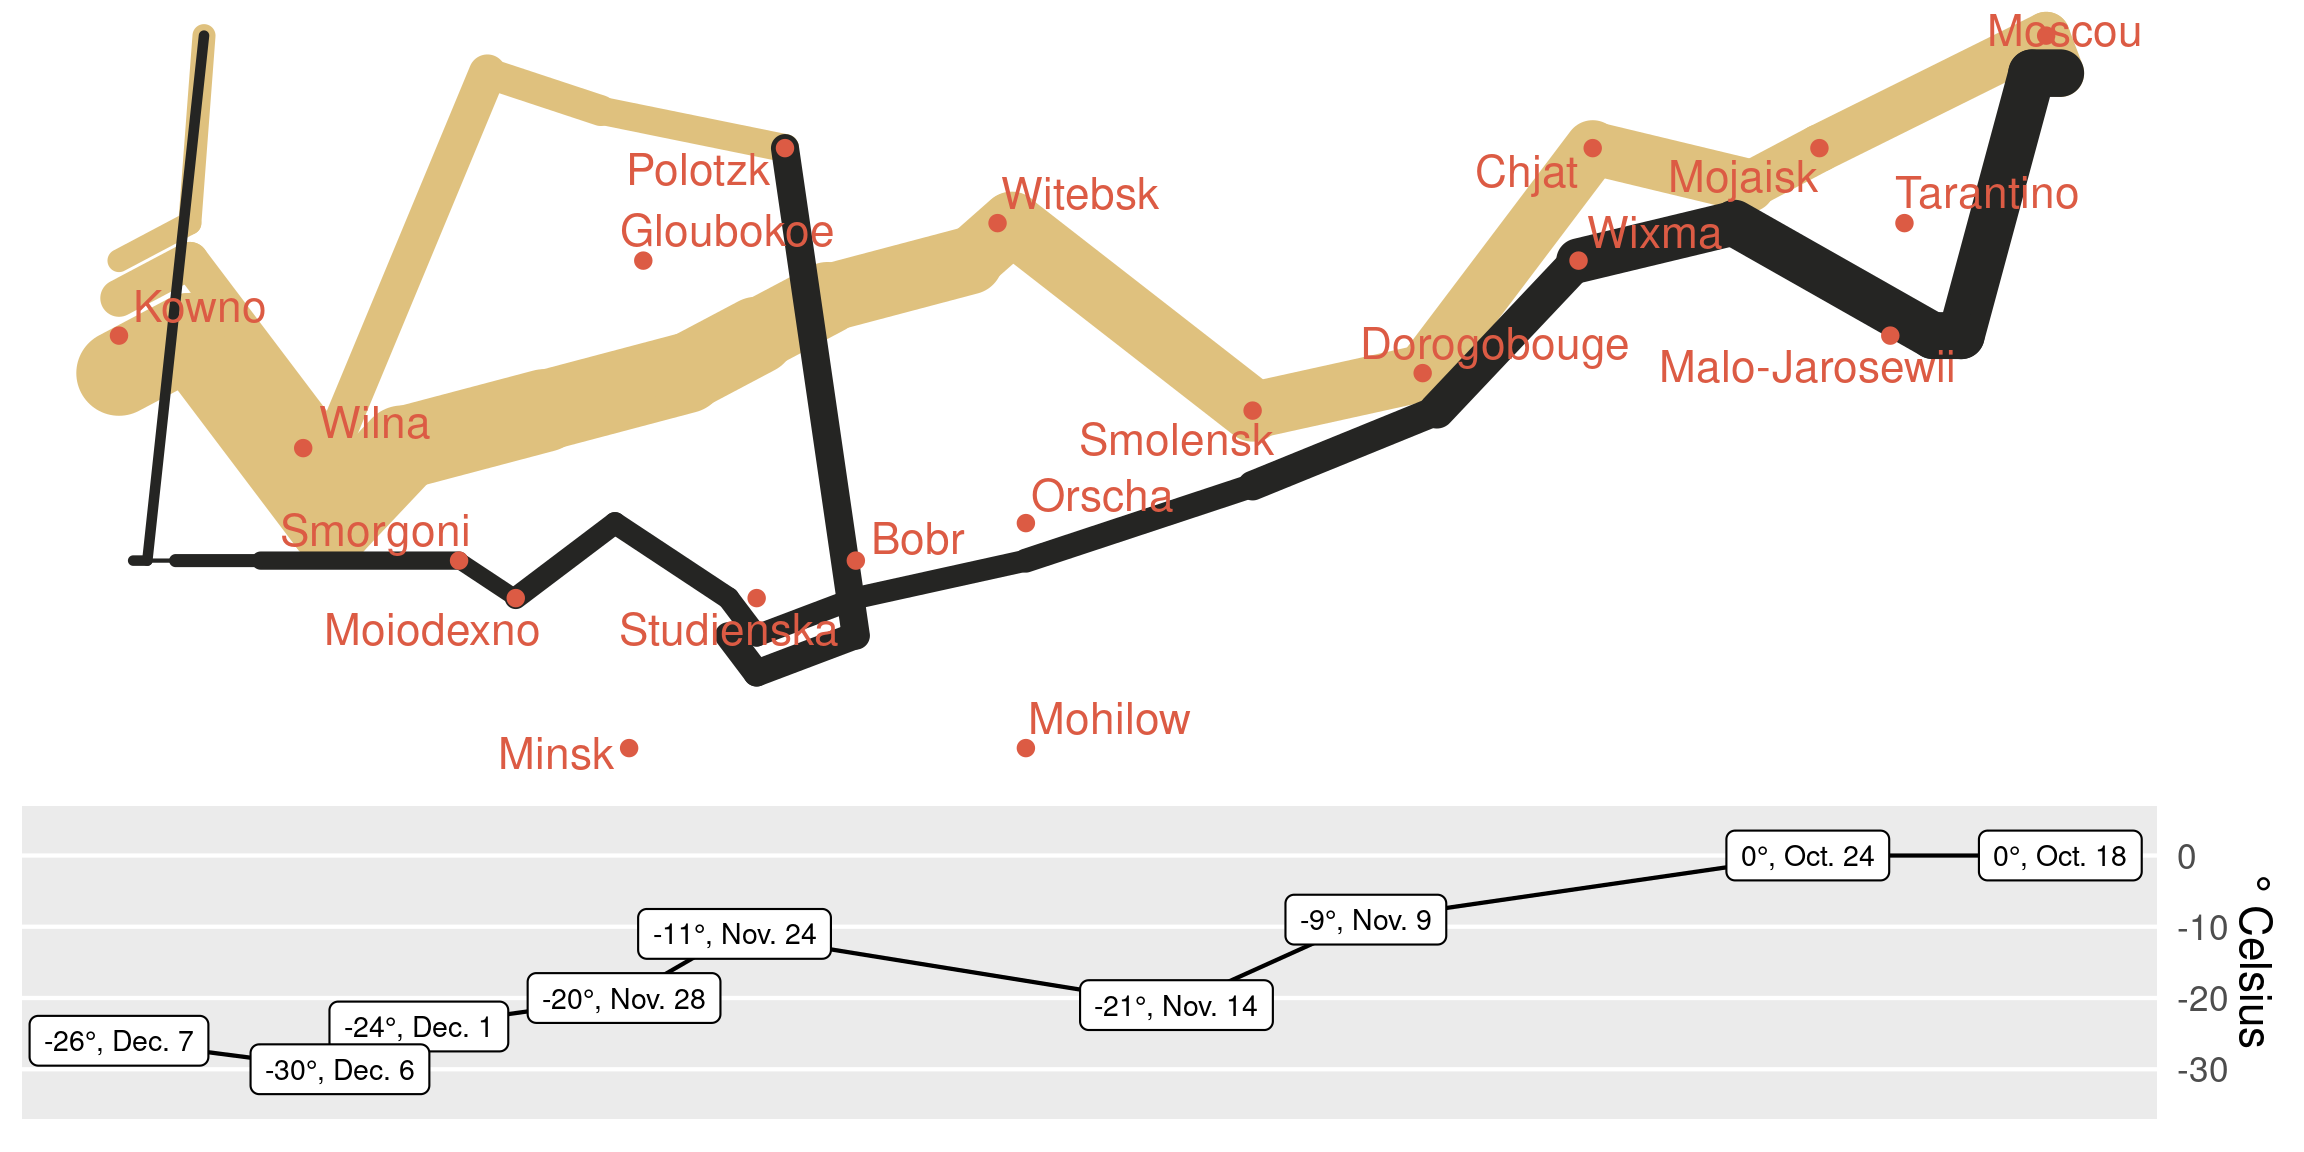 Moscou
Polotzk
Chjat
Mojaisk
Witebsk
Tarantino
Gloubokoe
Wixma
Kowno
Dorogobouge
Malo-Jarosewii
Wilna
Smolensk
Orscha
Smorgoni
Bobr
Moiodexno
Studienska
Mohilow
Minsk
0°, Oct. 24
0°, Oct. 18
-9°, Nov. 9
-11°, Nov. 24
-20°, Nov. 28
-21°, Nov. 14
-24°, Dec. 1
-26°, Dec. 7
-30°, Dec. 6
0
-10
-20
-30
° Celsius